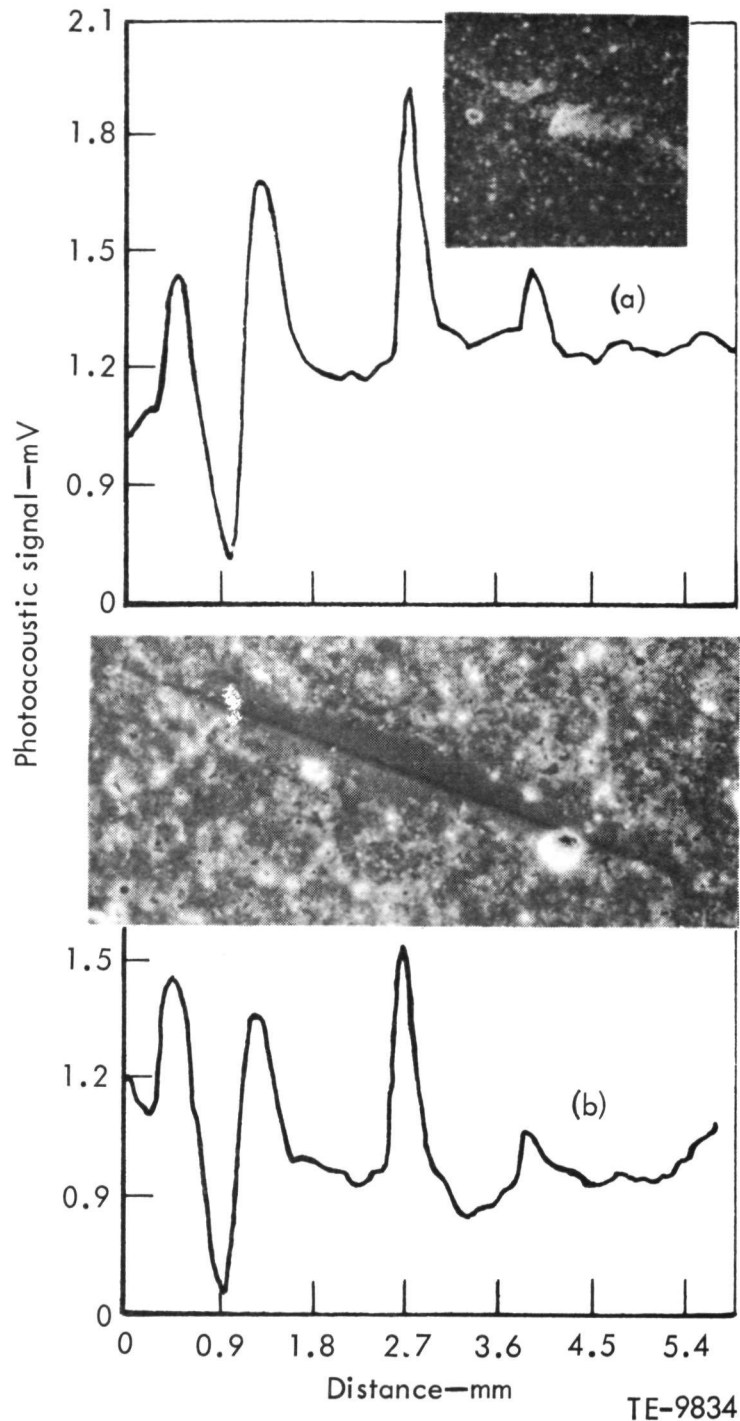 2.1
1.8
1.5
1.2
0.9
0
(a)
Photoacoustic signal—mV
1.5
1.2
0.9
0
(b)
0 0.9 1.8 2.7 3.6 4.5 5.4
Distance—mm
TE-9834